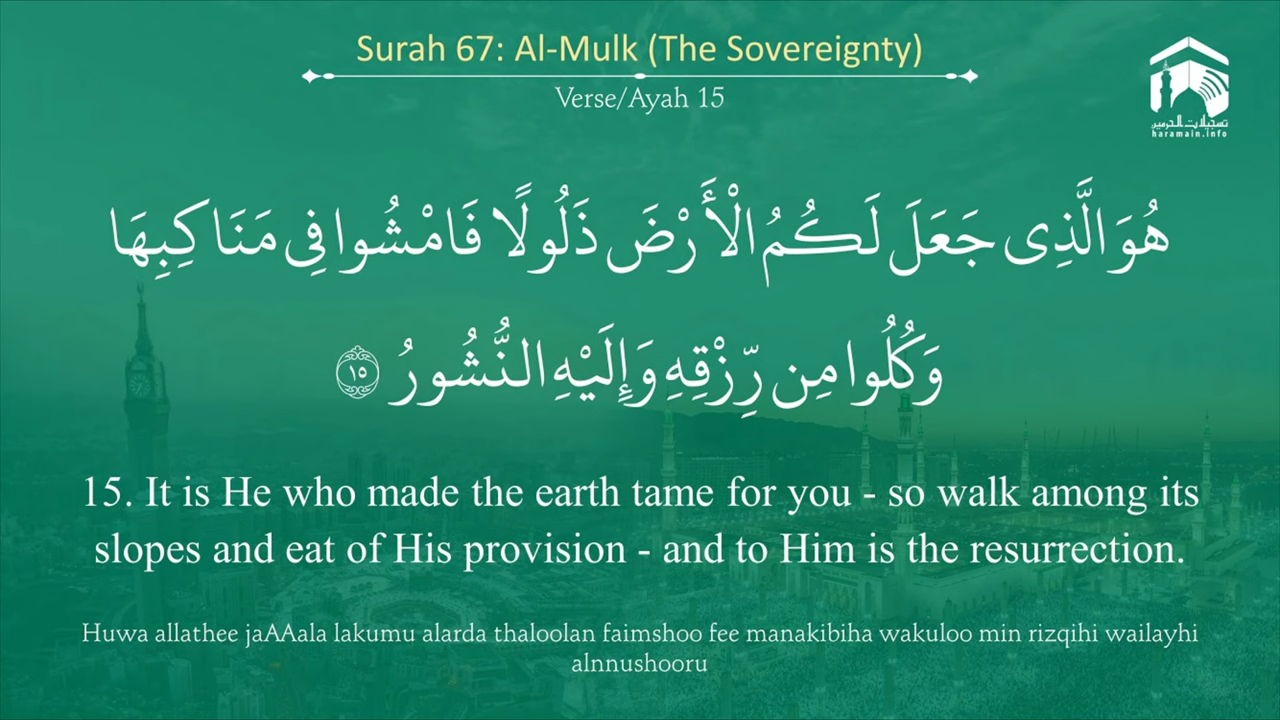 Surah 67: Al-Mulk (The Sovereignty)
Verse/Ayah 15
تسجيلات الحرمين
haramain.info
هُوَ الَّذِى جَعَلَ لَكُمُ الْأَرْضَ ذَلُولًا فَامْشُوا فِى مَنَاكِبِهَا
وَكُلُوا مِن رِّزْقِهِ وَإِلَيْهِ النُّشُورُ ١٥
15. It is He who made the earth tame for you - so walk among its
slopes and eat of His provision - and to Him is the resurrection.
Huwa allathee jaAAala lakumu alarda thaloolan faimshoo fee manakibiha wakuloo min rizqihi wailayhi
alnnushooru